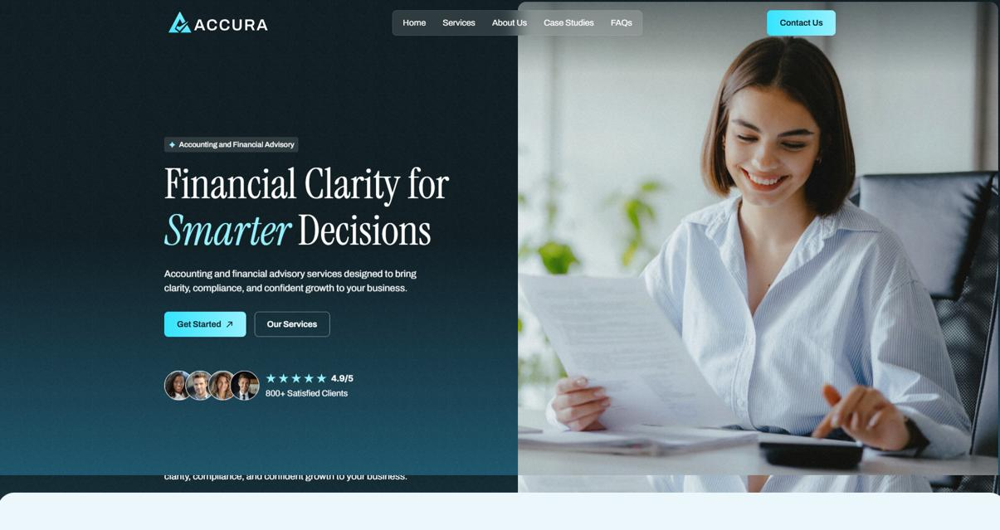 ACCURA
Home Services About Us Case Studies FAQs
Contact Us
Accounting and Financial Advisory
Financial Clarity for
Smarter Decisions
Accounting and financial advisory services designed to bring
clarity, compliance, and confident growth to your business.
Get Started
Our Services
4.9/5
800+ Satisfied Clients
clarity, compliance, and confident growth to your business.